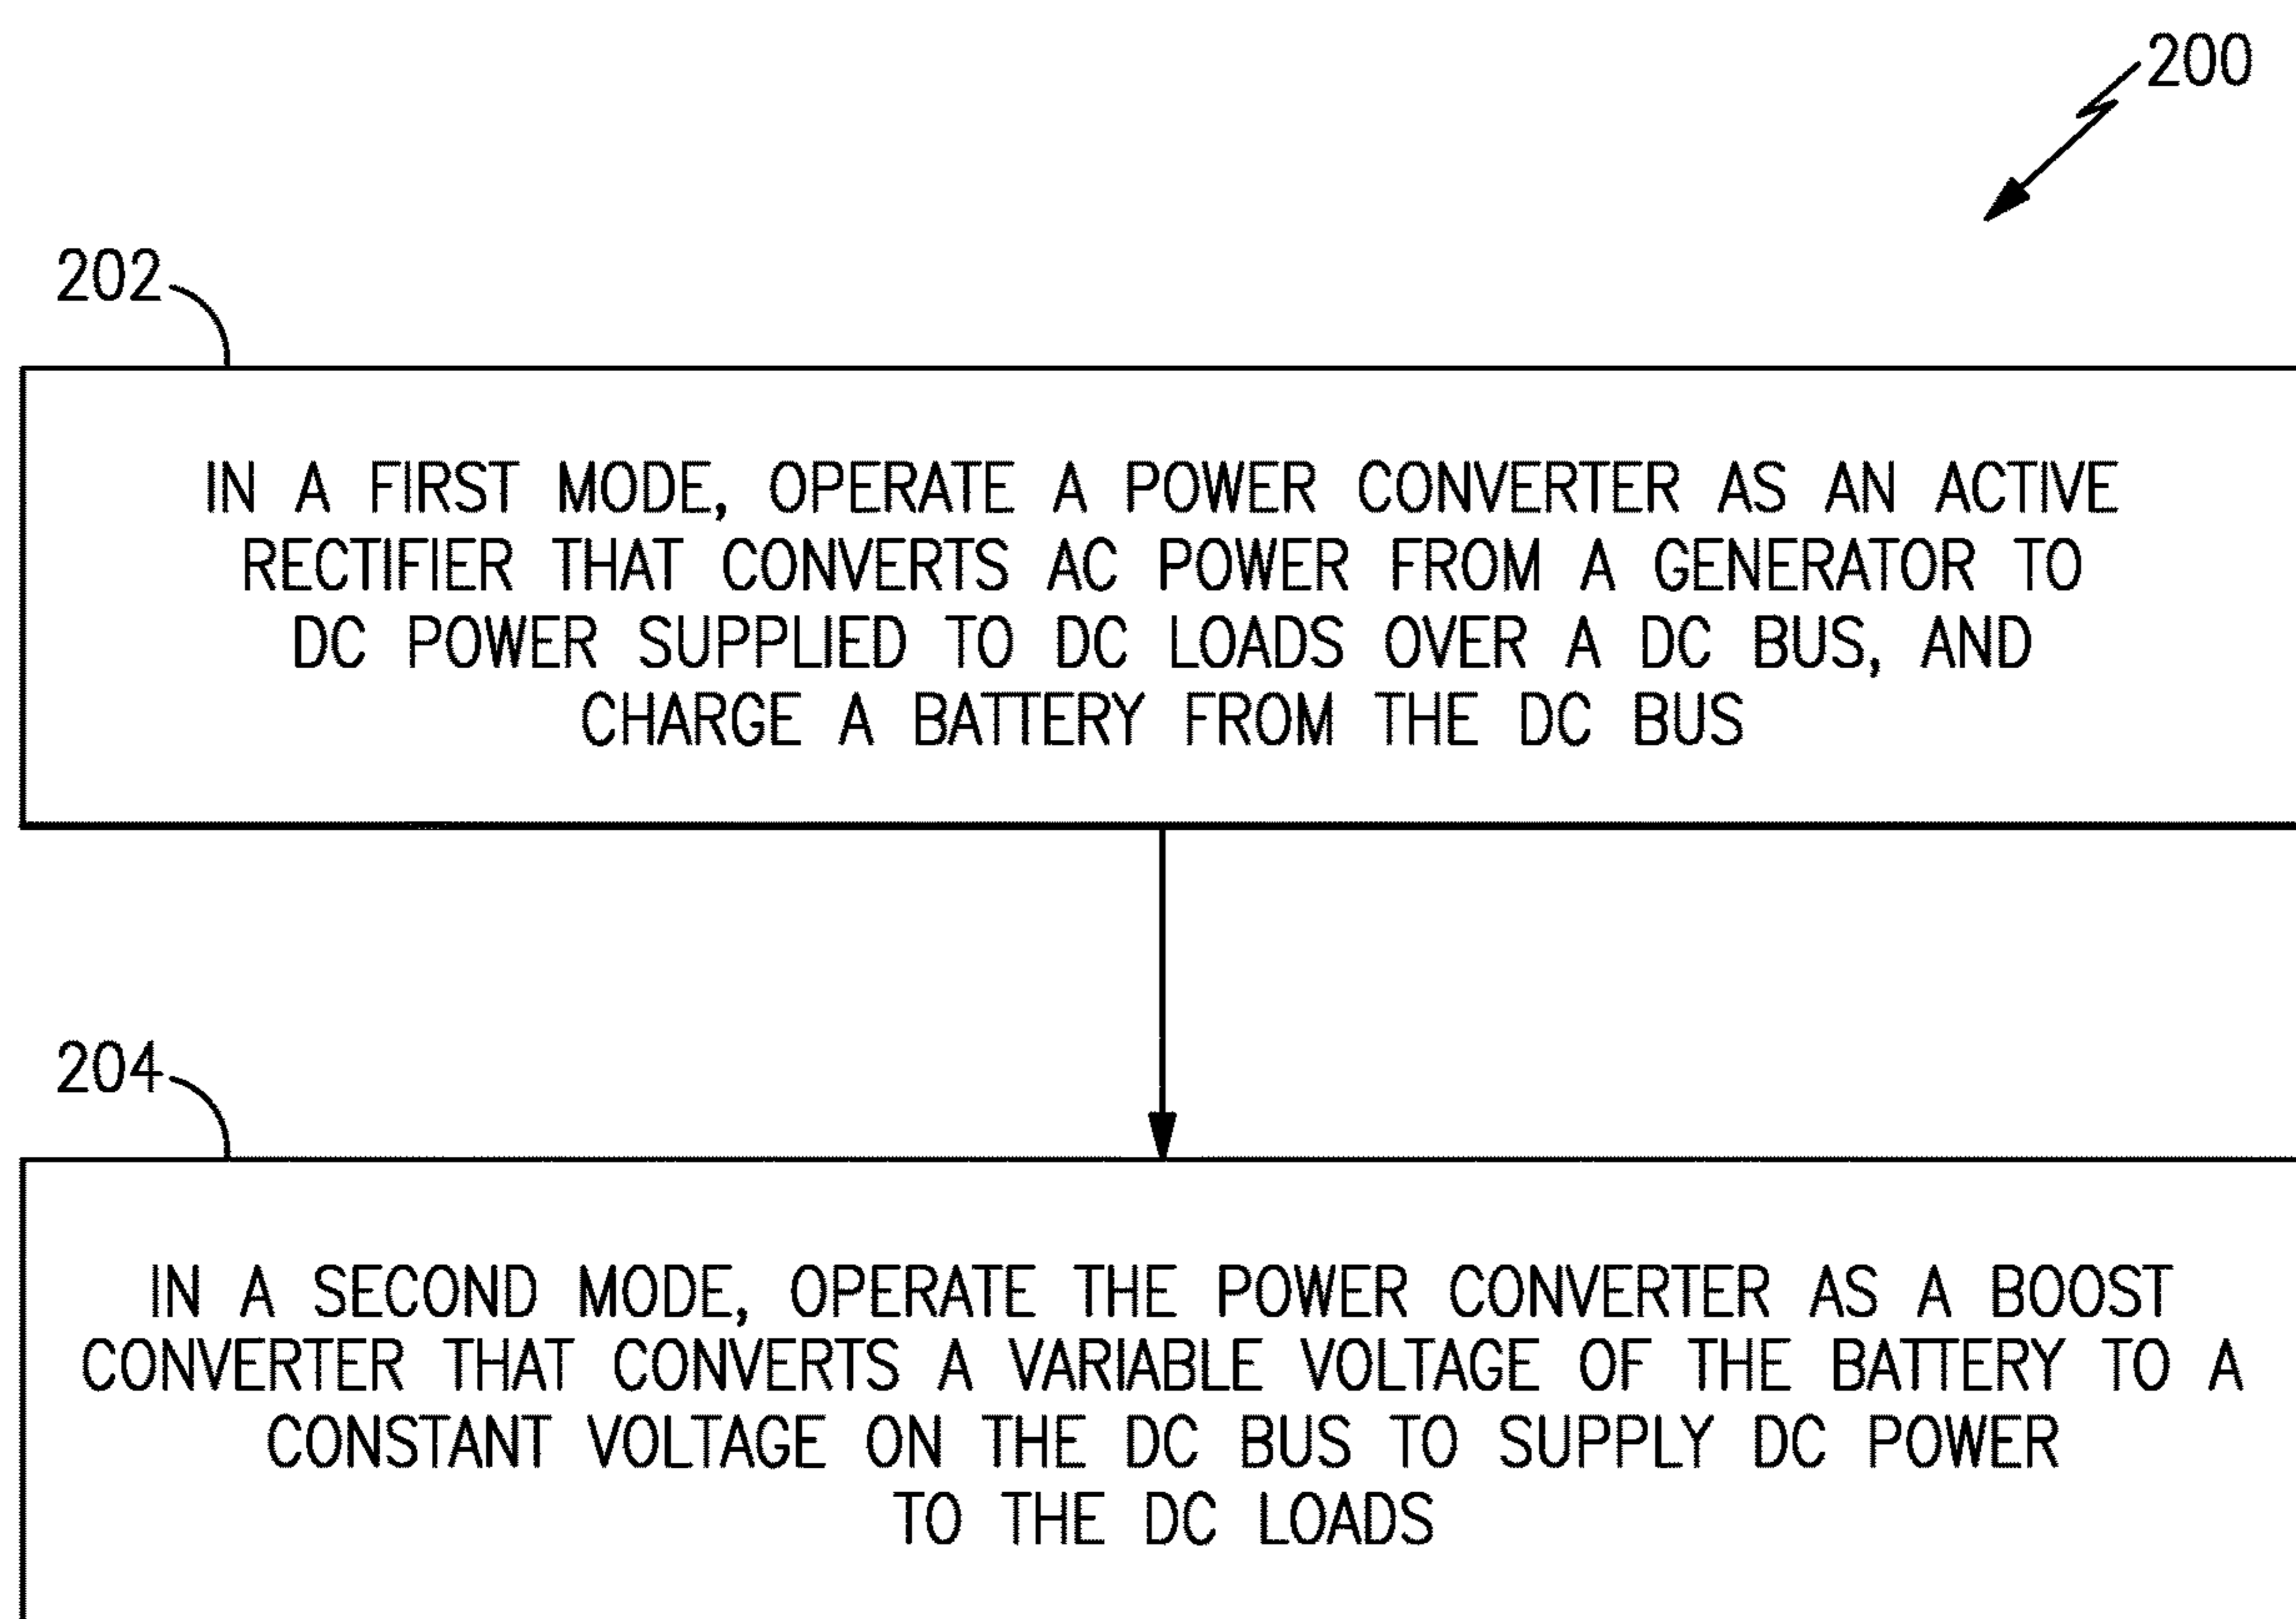 200
202
IN A FIRST MODE, OPERATE A POWER CONVERTER AS AN ACTIVE
RECTIFIER THAT CONVERTS AC POWER FROM A GENERATOR TO
DC POWER SUPPLIED TO DC LOADS OVER A DC BUS, AND
CHARGE A BATTERY FROM THE DC BUS
204
IN A SECOND MODE, OPERATE THE POWER CONVERTER AS A BOOST
CONVERTER THAT CONVERTS A VARIABLE VOLTAGE OF THE BATTERY TO A
CONSTANT VOLTAGE ON THE DC BUS TO SUPPLY DC POWER
TO THE DC LOADS